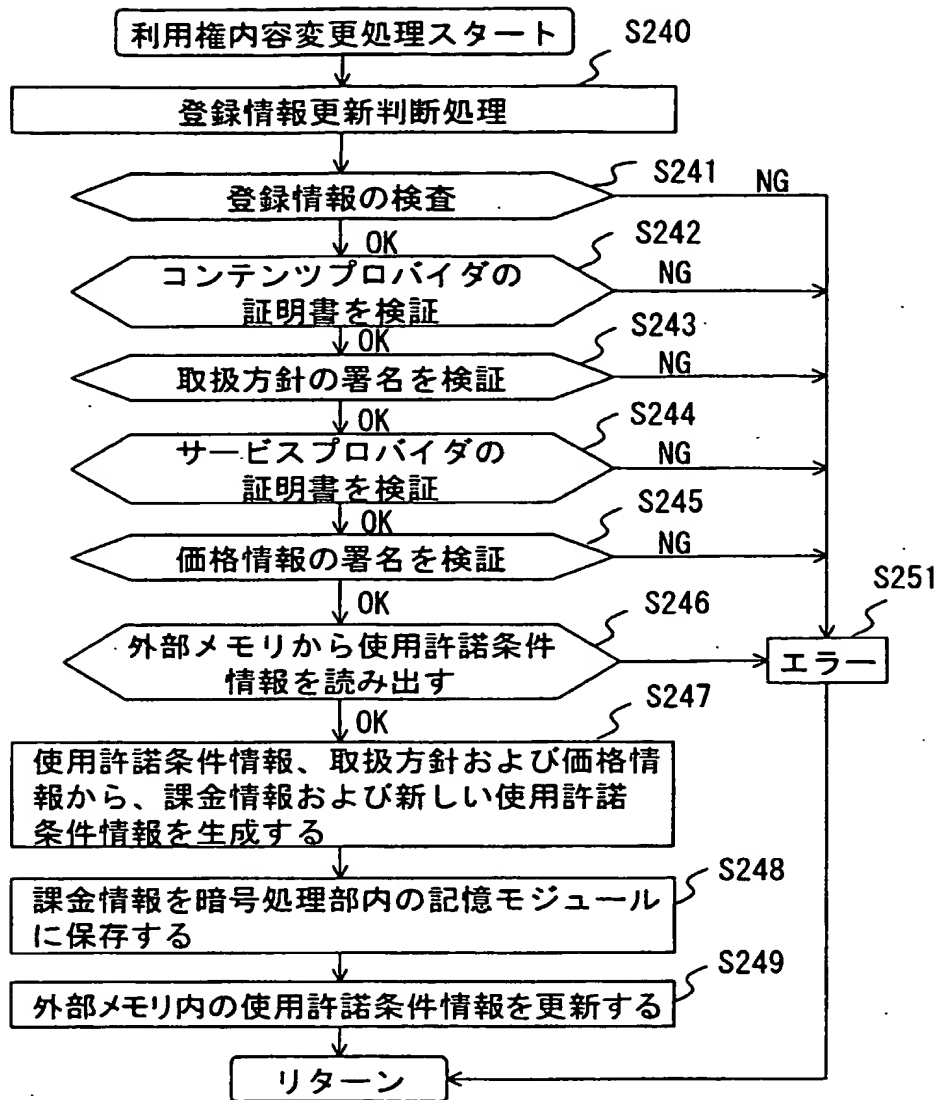 利用権内容変更処理スタート
S240
登録情報更新判断処理
S241
登録情報の検査
NG
OK
S242
コンテンツプロバイダの
証明書を検証
NG
OK
S243
取扱方針の署名を検証
NG
OK
S244
サービスプロバイダの
証明書を検証
NG
OK
S245
価格情報の署名を検証
NG
OK
S246
外部メモリから使用許諾条件
情報を読み出す
S251
エラー
OK
S247
使用許諾条件情報、取扱方針および価格情
報から、課金情報および新しい使用許諾
条件情報を生成する
S248
課金情報を暗号処理部内の記憶モジュール
に保存する
S249
外部メモリ内の使用許諾条件情報を更新する
リターン